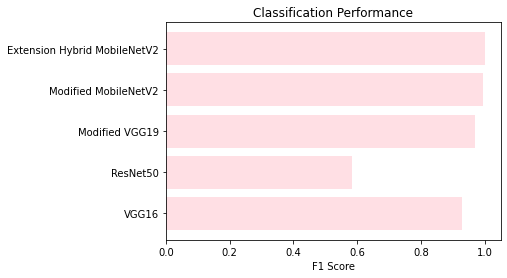 Classification Performance
Extension Hybrid MobileNetV2
Modified MobileNetV2
Modified VGG19
ResNet50
VGG16
0.0 0.2 0.4 0.6 0.8 1.0
F1 Score